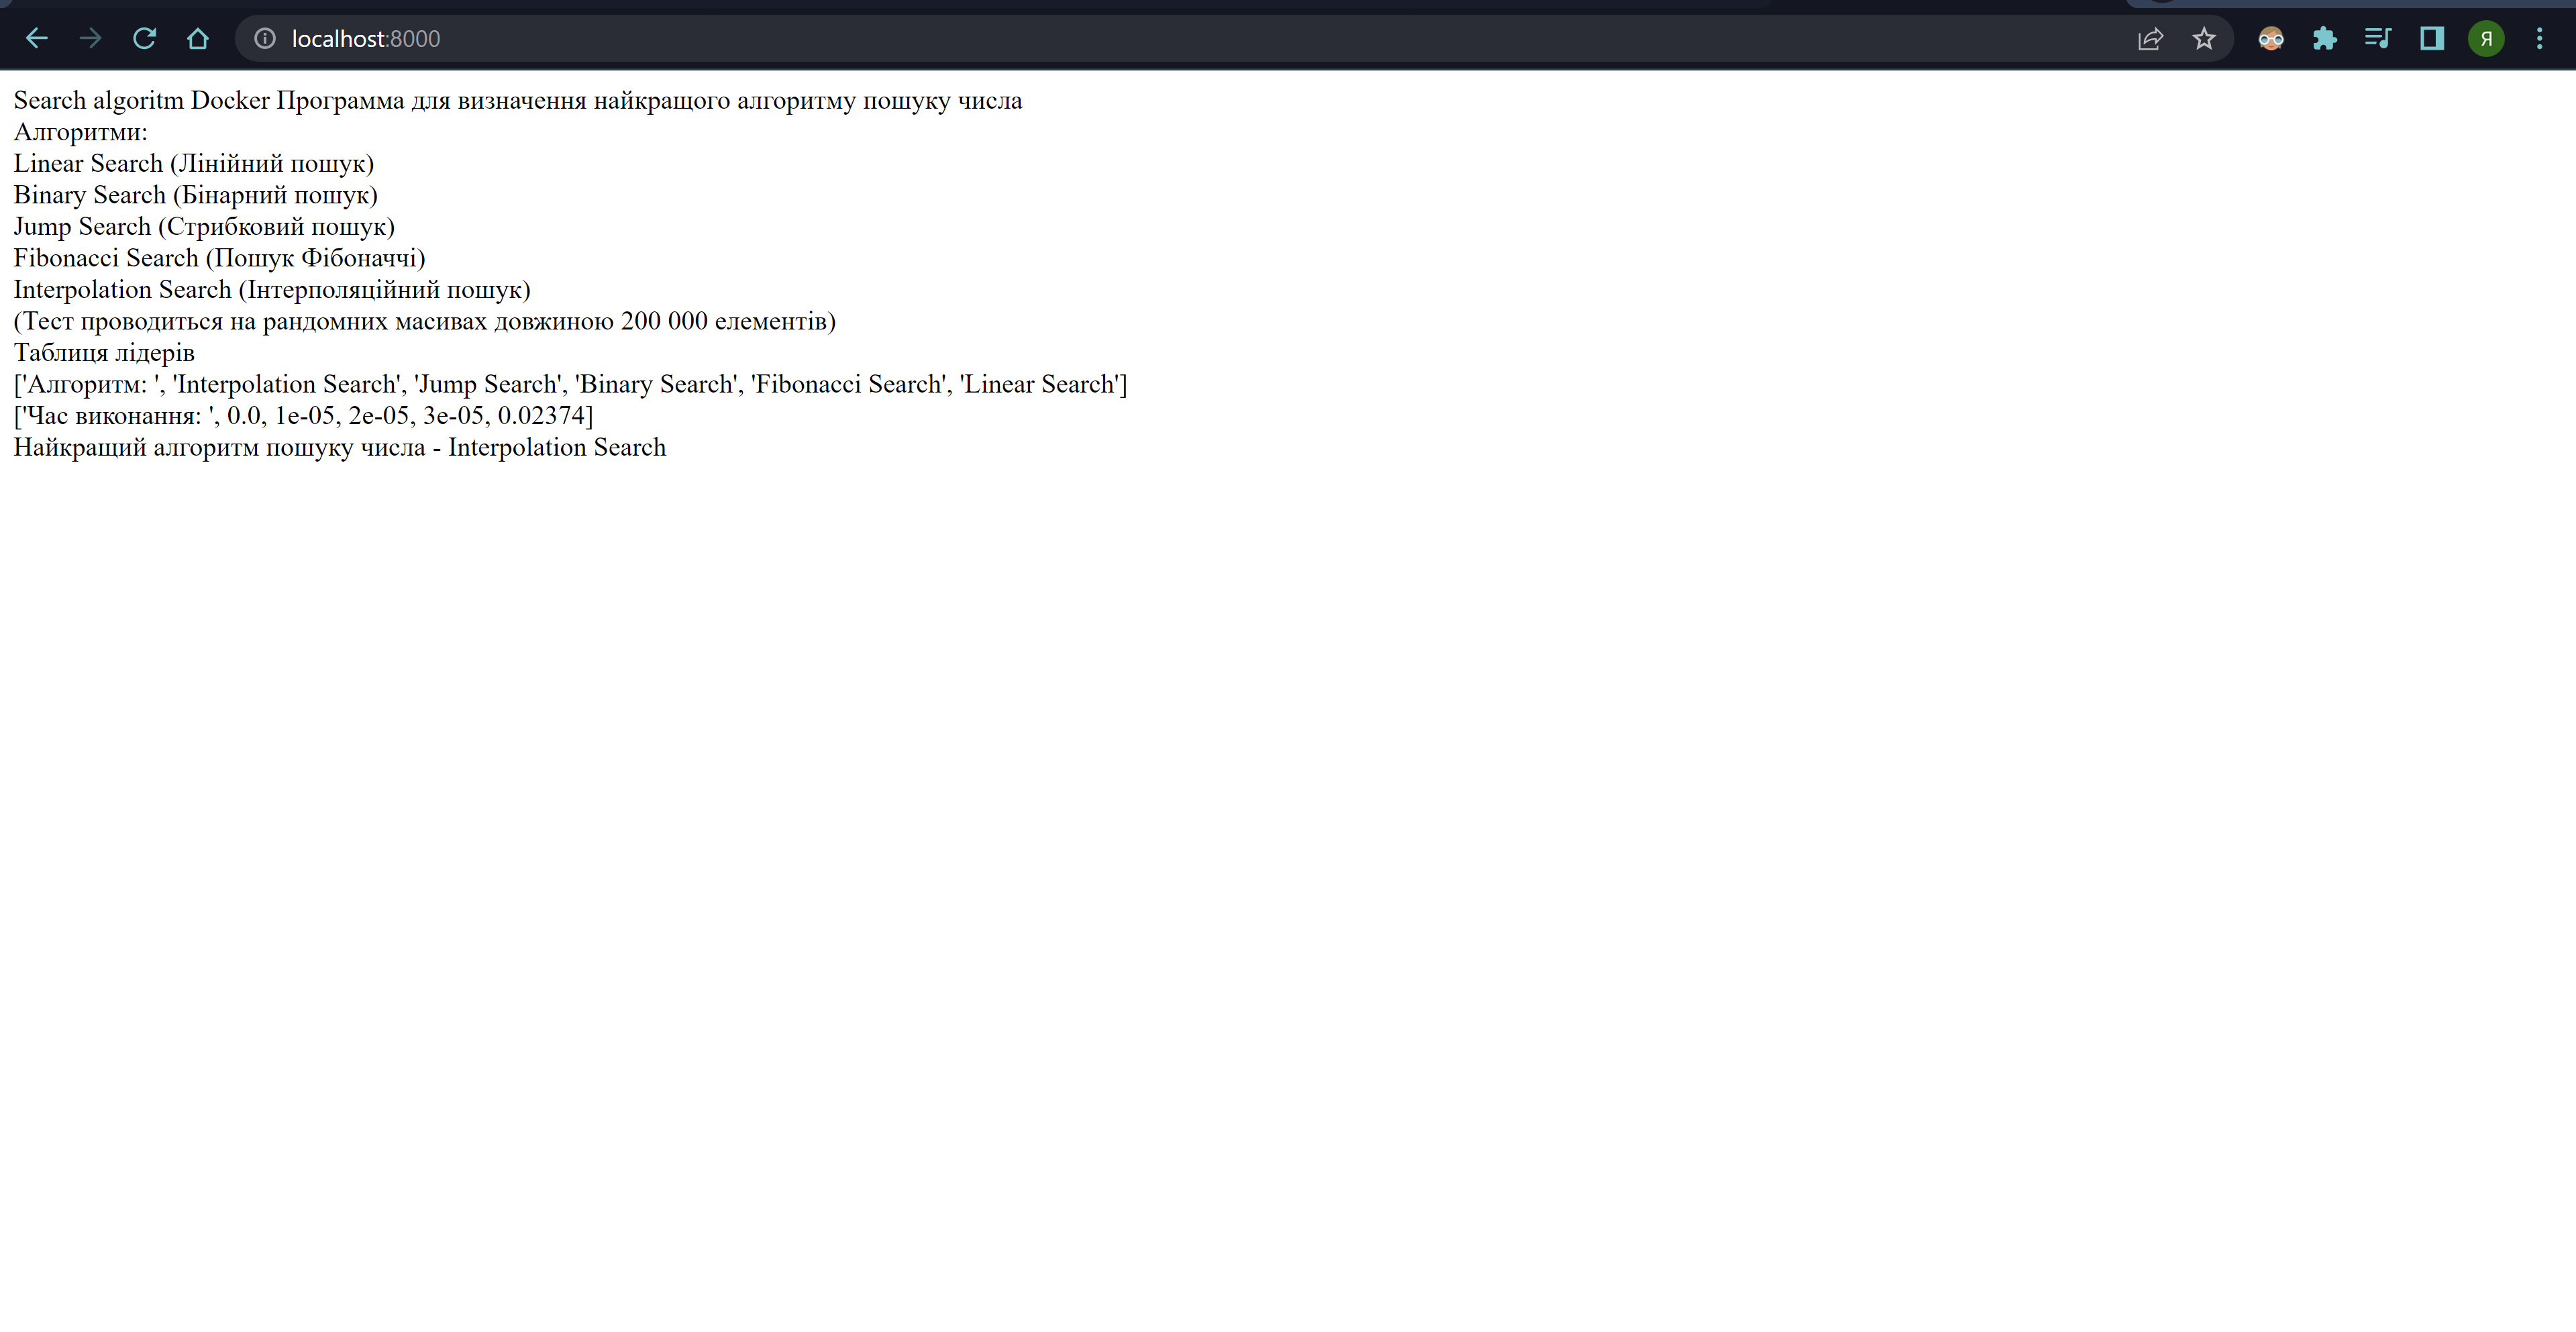 localhost:8000
Я
Search algoritm Docker Программа для визначення найкращого алгоритму пошуку числа
Алгоритми:
Linear Search (Лінійний пошук)
Binary Search (Бінарний пошук)
Jump Search (Стрибковий пошук)
Fibonacci Search (Пошук Фібоначчі)
Interpolation Search (Інтерполяційний пошук)
(Тест проводиться на рандомних масивах довжиною 200 000 елементів)
Таблиця лідерів
['Алгоритм: ', 'Interpolation Search', 'Jump Search', 'Binary Search', 'Fibonacci Search', 'Linear Search']
['Час виконання: ', 0.0, 1e-05, 2e-05, 3e-05, 0.02374]
Найкращий алгоритм пошуку числа - Interpolation Search